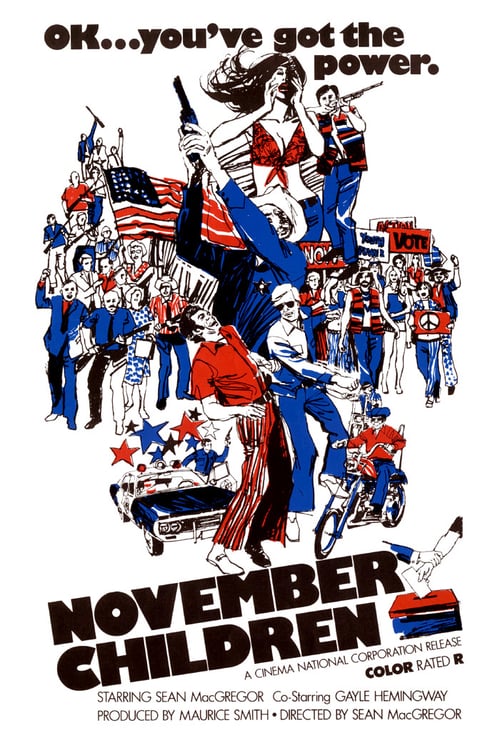 OK...you've got the
power.
VOTE
NOVEMBER
CHILDREN
A CINEMA NATIONAL CORPORATION RELEASE
COLOR RATED R
STARRING SEAN MacGREGOR Co-Starring GAYLE HEMINGWAY
PRODUCED BY MAURICE SMITH • DIRECTED BY SEAN MacGREGOR